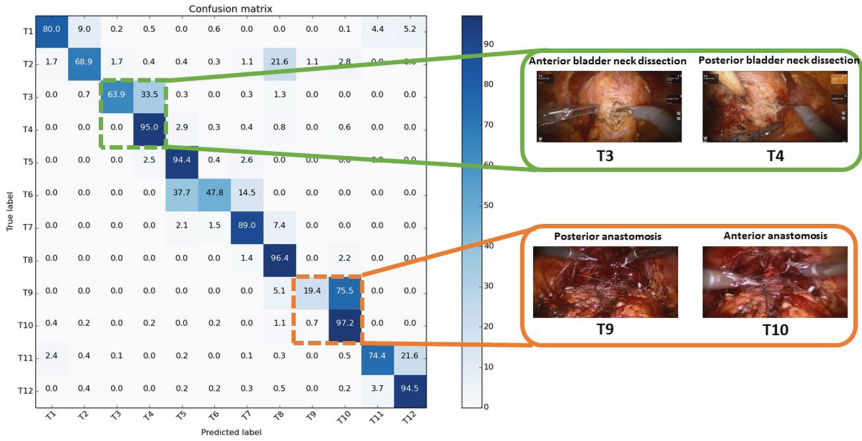 Confusion matrix
T1 80.0 9.0 0.2 0.5 0.0 0.6 0.0 0.0 0.0 0.1 4.4 5.2
T2 1.7 68.9 1.7 0.4 0.4 0.3 1.1 21.6 1.1 2.8 0.0
T3 0.0 0.7 63.9 33.5 0.3 0.0 0.3 1.3 0.0 0.0 0.0 0.0
T4 0.0 0.0 0.0 95.0 2.9 0.3 0.4 0.8 0.0 0.6 0.0 0.0
T5 0.0 0.0 0.0 2.5 94.4 0.4 2.6 0.0 0.0 0.0 0.0
T6 0.0 0.0 0.0 0.0 37.7 47.8 14.5 0.0 0.0 0.0 0.0 0.0
T7 0.0 0.0 0.0 0.0 2.1 1.5 89.0 7.4 0.0 0.0 0.0 0.0
T8 0.0 0.0 0.0 0.0 0.0 0.0 1.4 96.4 0.0 2.2 0.0 0.0
T9 0.0 0.0 0.0 0.0 0.0 0.0 0.0 5.1 19.4 75.5 0.0 0.0
T10 0.4 0.2 0.0 0.2 0.0 0.2 0.0 1.1 0.7 97.2 0.0 0.0
T11 2.4 0.4 0.1 0.0 0.2 0.0 0.1 0.3 0.0 0.5 74.4 21.6
T12 0.0 0.4 0.0 0.0 0.2 0.2 0.3 0.5 0.0 0.1 3.7 94.5
T1 T2 T3 T4 T5 T6 T7 T8 T9 T10 T11 T12
Predicted label
True label
90
80
70
60
50
40
30
20
10
0
Anterior bladder neck dissection
Posterior bladder neck dissection
T3
T4
Posterior anastomosis
Anterior anastomosis
T9
T10